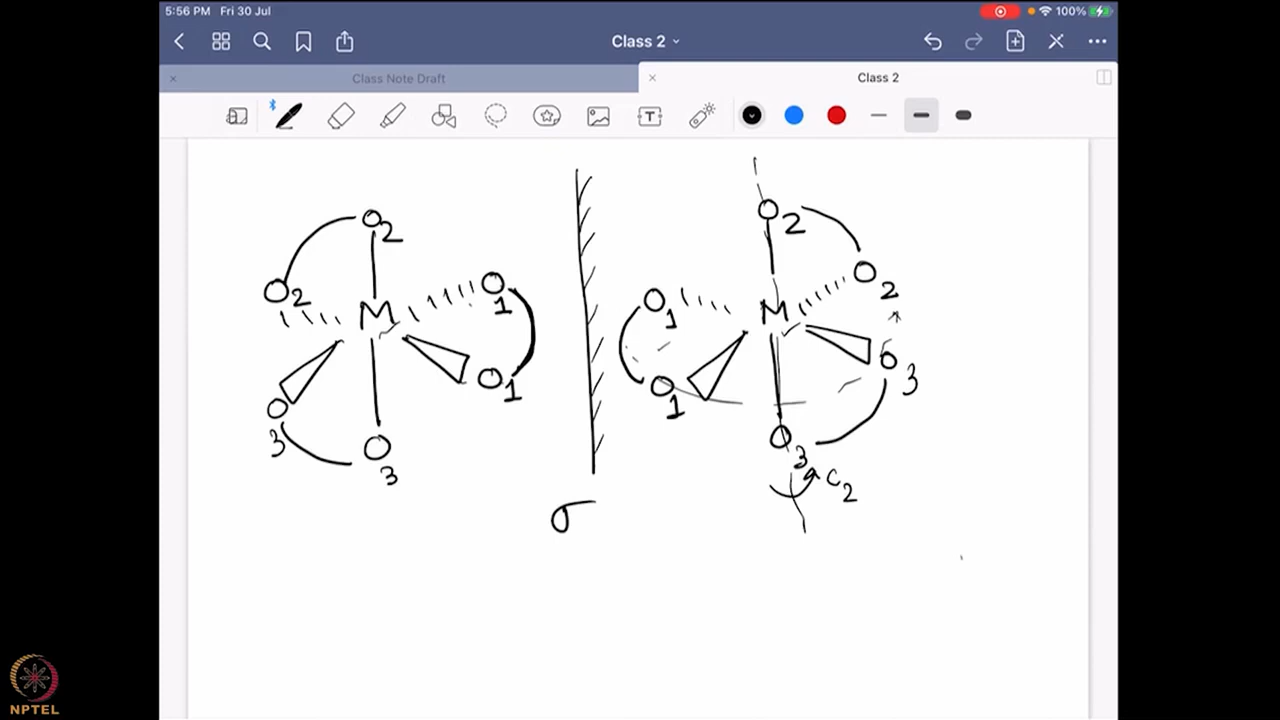 5:56 PM Fri 30 Jul
100%
Class 2
Class Note Draft
Class 2
T
O2
O2
M
O1
O1
O3
O3
σ
O2
O2
M
O1
O1
O3
O3
C2
NPTEL